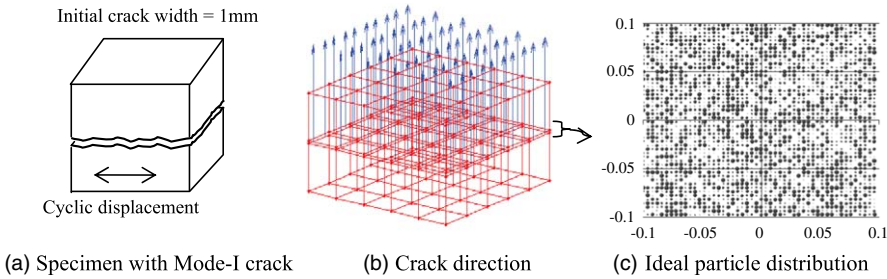 Initial crack width = 1mm
Cyclic displacement
0.1
0.05
0
-0.05
-0.1
-0.1
-0.05
0
0.05
0.1
(a) Specimen with Mode-I crack
(b) Crack direction
(c) Ideal particle distribution